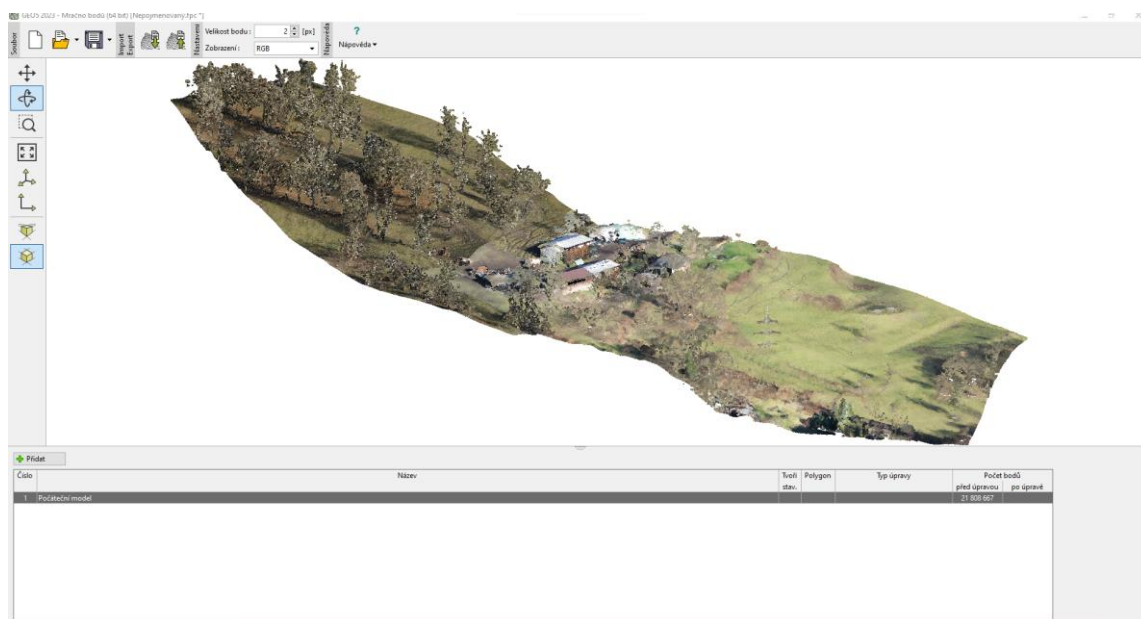 GEO5 2023 - Mračno bodů (64 bit) [Nepojmenovaný.fpc *]
Soubor
Import
Export
Nastavení
Velikost bodu :
2
[px]
Zobrazení :
RGB
Nápověda
?
Nápověda
Přidat
Číslo
Název
Tvoří
stav.
Polygon
Typ úpravy
Počet bodů
před úpravou
po úpravě
1
Počáteční model
21 808 667